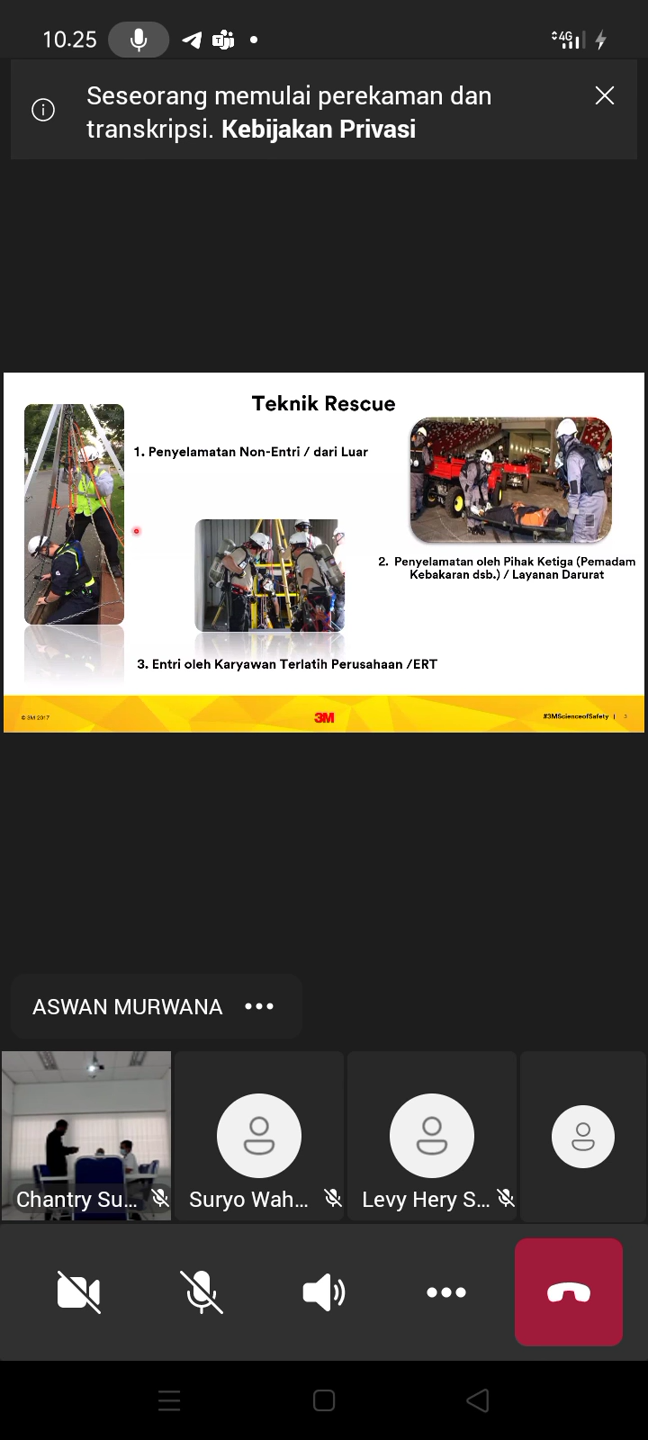 10.25
4G
Seseorang memulai perekaman dan
transkripsi. Kebijakan Privasi
Teknik Rescue
1. Penyelamatan Non-Entri / dari Luar
2. Penyelamatan oleh Pihak Ketiga (Pemadam
Kebakaran dsb.) / Layanan Darurat
3. Entri oleh Karyawan Terlatih Perusahaan /ERT
© 3M 2017
3M
#3MScienceofSafety |
ASWAN MURWANA
Chantry Su...
Suryo Wah...
Levy Hery S...